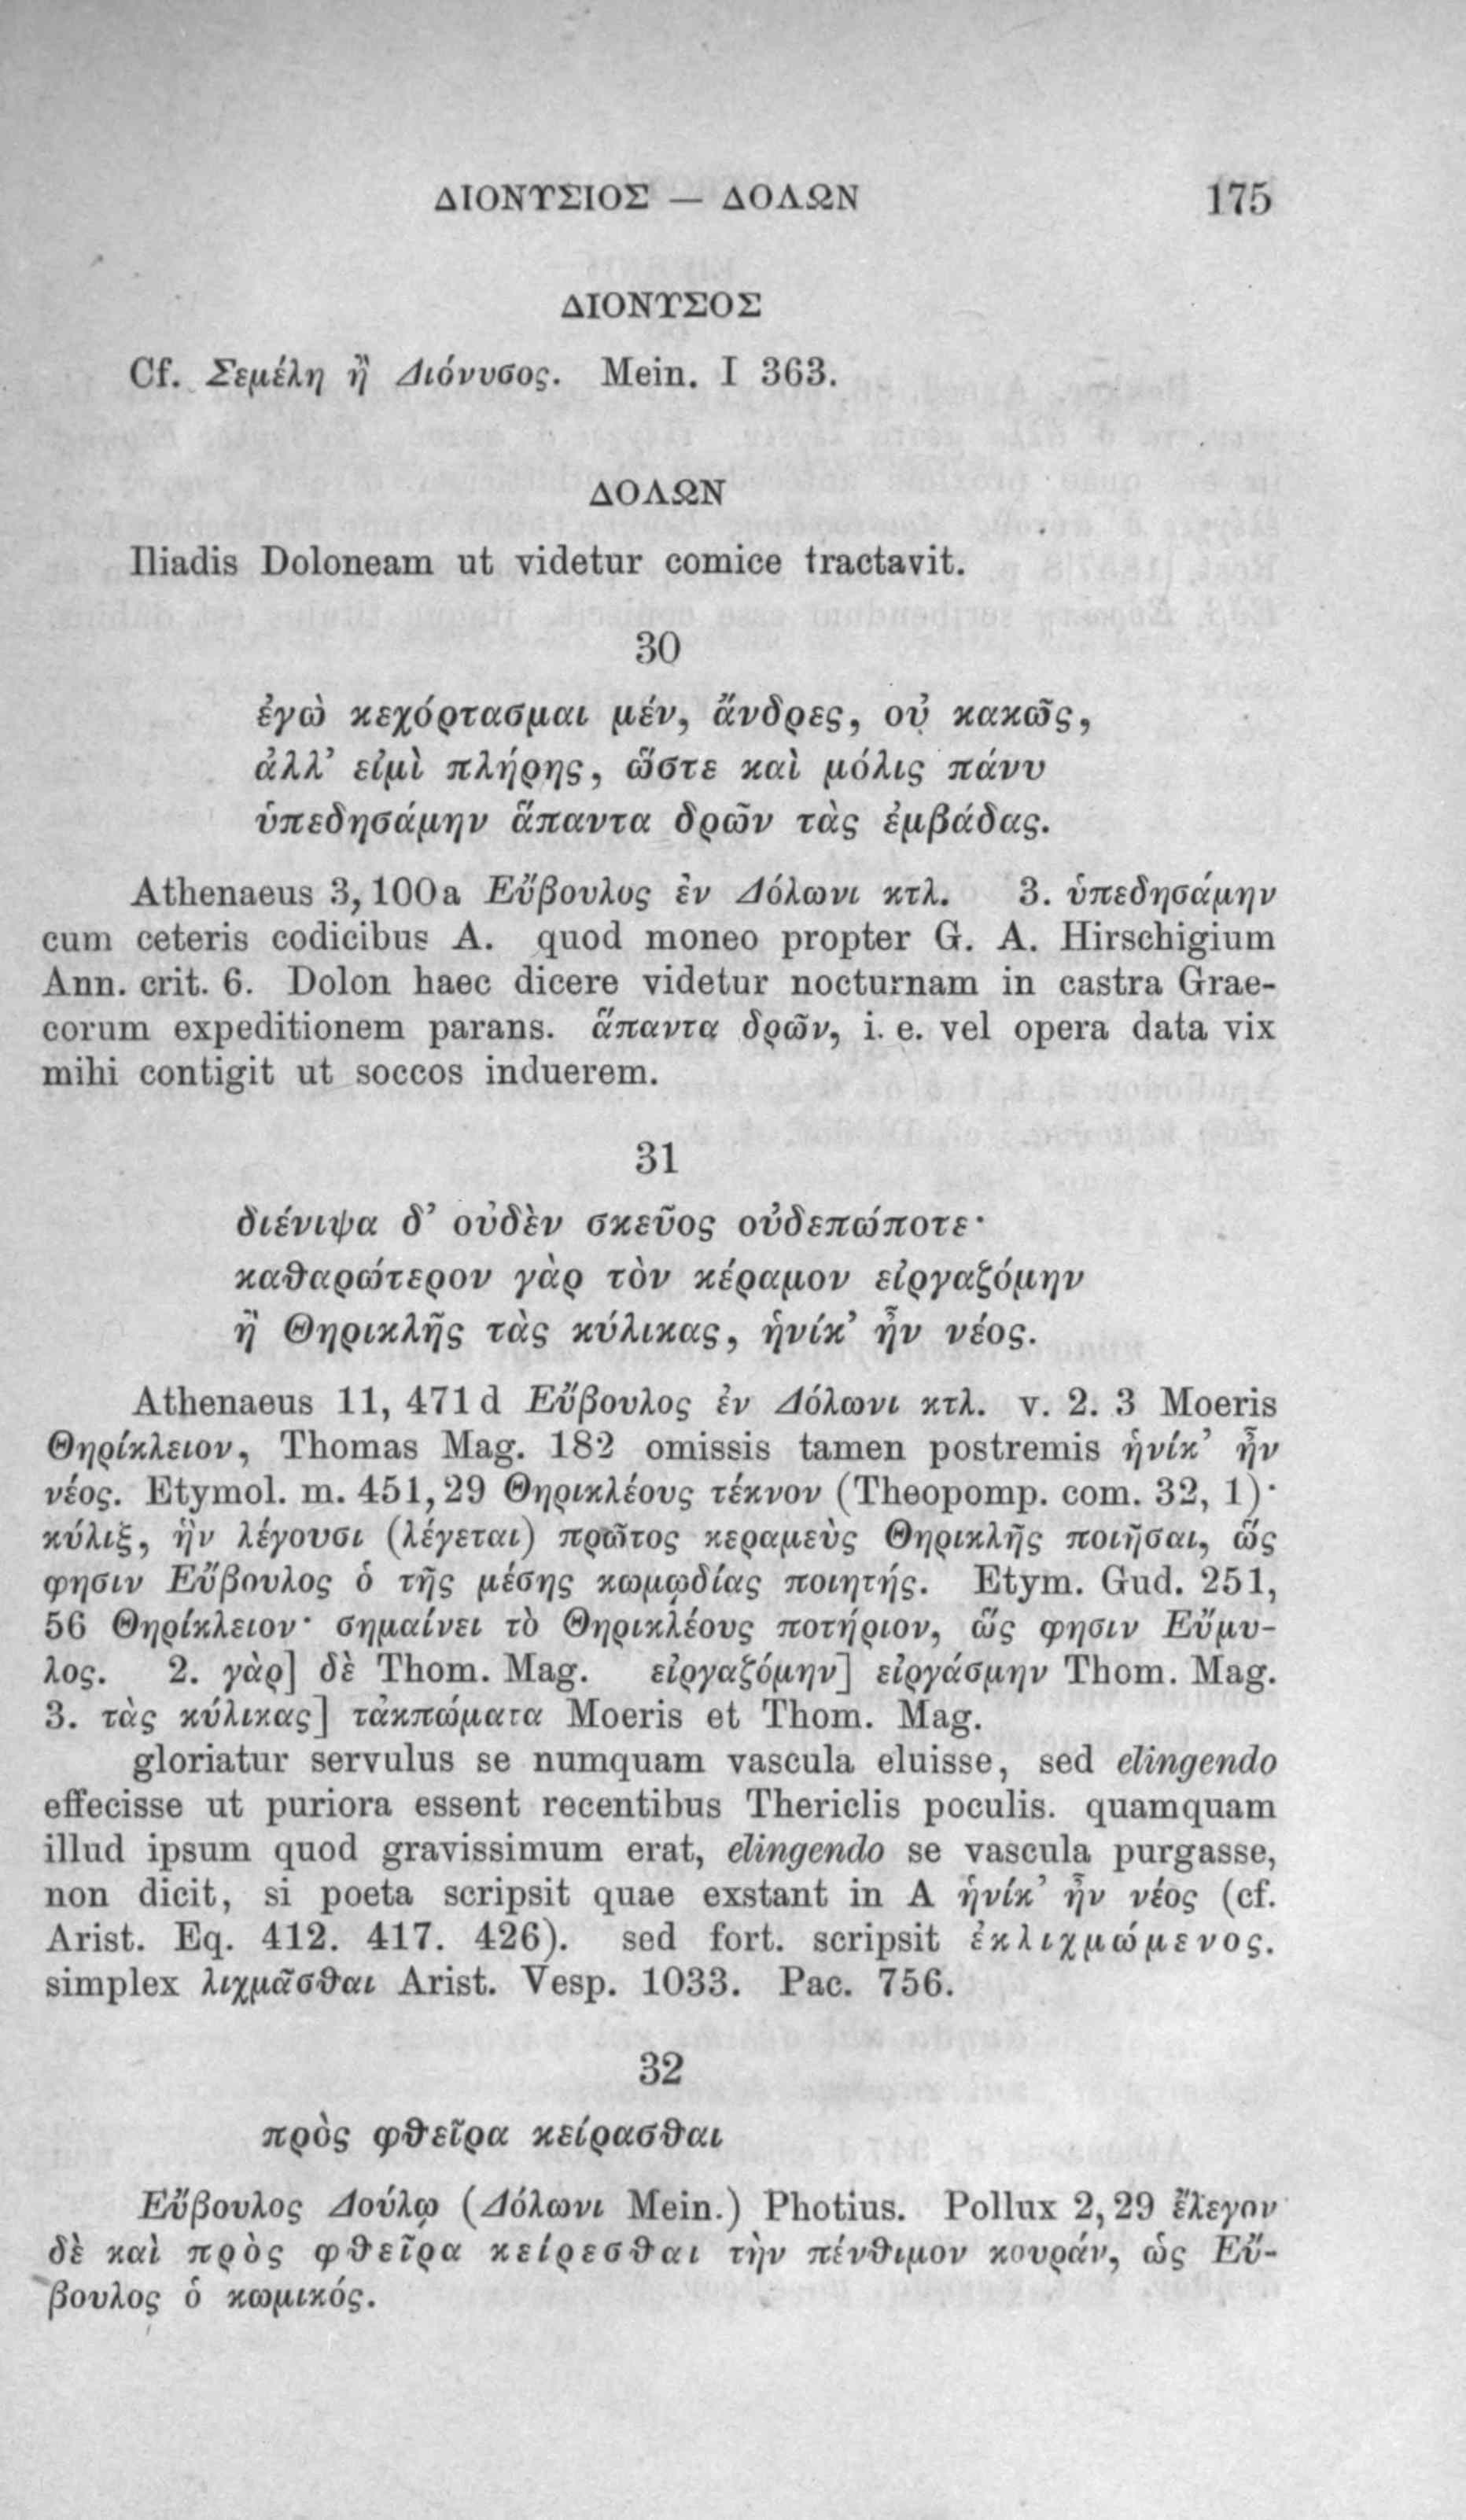 ΔΙΟΝΥΣΙΟΣ — ΔΟΛΩΝ 175
ΔΙΟΝΥΣΟΣ
Cf. Σεμέλη ἢ Διόνυσος. Mein. I 363.
ΔΟΛΩΝ
Iliadis Doloneam ut videtur comice tractavit.
30
ἐγὼ κεχόρτασμαι μέν, ἄνδρες, οὐ κακῶς,
ἀλλ’ εἰμὶ πλήρης, ὥστε καὶ μόλις πάνυ
ὑπεδησάμην ἅπαντα δρῶν τὰς ἐμβάδας.
Athenaeus 3, 100a Εὔβουλος ἐν Δόλωνι κτλ. 3. ὑπεδησάμην
cum ceteris codicibus A. quod moneo propter G. A. Hirschigium
Ann. crit. 6. Dolon haec dicere videtur nocturnam in castra Grae-
corum expeditionem parans. ἅπαντα δρῶν, i. e. vel opera data vix
mihi contigit ut soccos induerem.
31
διένιψα δ’ οὐδὲν σκεῦος οὐδεπώποτε·
καθαρώτερον γὰρ τὸν κέραμον εἰργαζόμην
ἢ Θηρικλῆς τὰς κύλικας, ἡνίκ’ ἦν νέος.
Athenaeus 11, 471d Εὔβουλος ἐν Δόλωνι κτλ. v. 2. 3 Moeris
Θηρίκλειον, Thomas Mag. 182 omissis tamen postremis ἡνίκ’ ἦν
νέος. Etymol. m. 451, 29 Θηρικλέους τέκνον (Theopomp. com. 32, 1)·
κύλιξ, ἣν λέγουσι (λέγεται) πρῶτος κεραμεὺς Θηρικλῆς ποιῆσαι, ὥς
φησιν Εὔβουλος ὁ τῆς μέσης κωμῳδίας ποιητής. Etym. Gud. 251,
56 Θηρίκλειον· σημαίνει τὸ Θηρικλέους ποτήριον, ὥς φησιν Εὔμυ-
λος. 2. γὰρ] δὲ Thom. Mag. εἰργαζόμην] εἰργάσμην Thom. Mag.
3. τὰς κύλικας] τἀκπώματα Moeris et Thom. Mag.
gloriatur servulus se numquam vascula eluisse, sed elingendo
effecisse ut puriora essent recentibus Thericlis poculis. quamquam
illud ipsum quod gravissimum erat, elingendo se vascula purgasse,
non dicit, si poeta scripsit quae exstant in A ἡνίκ’ ἦν νέος (cf.
Arist. Eq. 412. 417. 426). sed fort. scripsit ἐκλιχμώμενος.
simplex λιχμᾶσθαι Arist. Vesp. 1033. Pac. 756.
32
πρὸς φθεῖρα κείρασθαι
Εὔβουλος Δούλῳ (Δόλωνι Mein.) Photius. Pollux 2, 29 ἔλεγον
δὲ καὶ πρὸς φθεῖρα κείρεσθαι τὴν πένθιμον κουράν, ὡς Εὔ-
βουλος ὁ κωμικός.